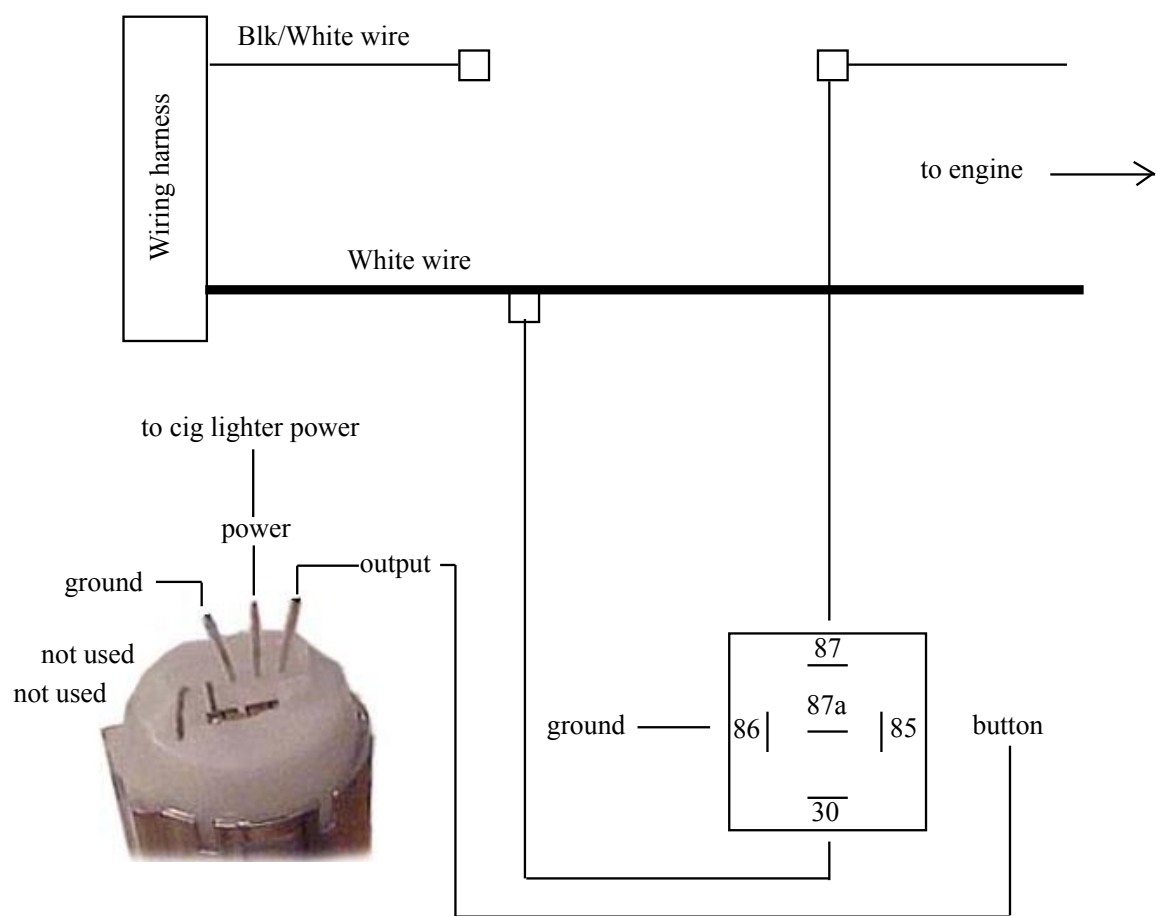 Blk/White wire
Wiring harness
to engine
White wire
to cig lighter power
power
ground
output
not used
not used
87
87a
ground
86
85
button
30